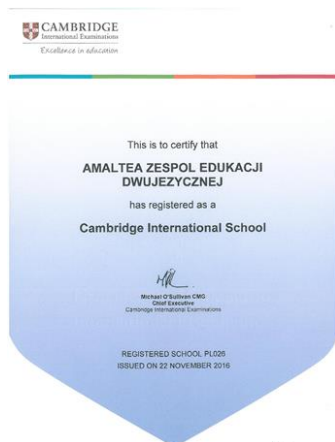 CAMBRIDGE
International Examinations
Excellence in education
This is to certify that
AMALTEA ZESPOL EDUKACJI
DWUJEZYCZNEJ
has registered as a
Cambridge International School
Michael O'Sullivan CMG
Chief Executive
Cambridge International Examinations
REGISTERED SCHOOL PL026
ISSUED ON 22 NOVEMBER 2016